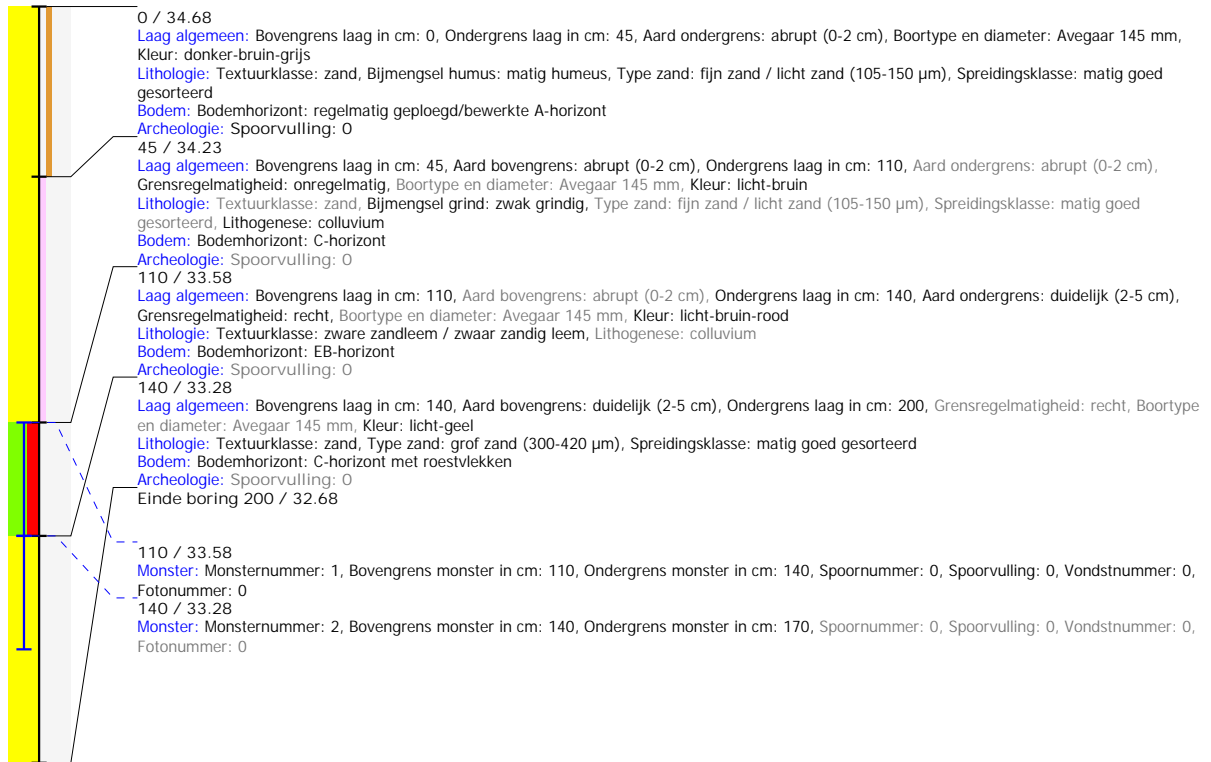 0 / 34.68
Laag algemeen: Bovengrens laag in cm: 0, Ondergrens laag in cm: 45, Aard ondergrens: abrupt (0-2 cm), Boortype en diameter: Avegaar 145 mm,
Kleur: donker-bruin-grijs
Lithologie: Textuurklasse: zand, Bijmengsel humus: matig humeus, Type zand: fijn zand / licht zand (105-150 µm), Spreidingsklasse: matig goed
gesorteerd
Bodem: Bodemhorizont: regelmatig geploegd/bewerkte A-horizont
Archeologie: Spoorvulling: 0
45 / 34.23
Laag algemeen: Bovengrens laag in cm: 45, Aard bovengrens: abrupt (0-2 cm), Ondergrens laag in cm: 110, Aard ondergrens: abrupt (0-2 cm),
Grensregelmatigheid: onregelmatig, Boortype en diameter: Avegaar 145 mm, Kleur: licht-bruin
Lithologie: Textuurklasse: zand, Bijmengsel grind: zwak grindig, Type zand: fijn zand / licht zand (105-150 µm), Spreidingsklasse: matig goed
gesorteerd, Lithogenese: colluvium
Bodem: Bodemhorizont: C-horizont
Archeologie: Spoorvulling: 0
110 / 33.58
Laag algemeen: Bovengrens laag in cm: 110, Aard bovengrens: abrupt (0-2 cm), Ondergrens laag in cm: 140, Aard ondergrens: duidelijk (2-5 cm),
Grensregelmatigheid: recht, Boortype en diameter: Avegaar 145 mm, Kleur: licht-bruin-rood
Lithologie: Textuurklasse: zware zandleem / zwaar zandig leem, Lithogenese: colluvium
Bodem: Bodemhorizont: EB-horizont
Archeologie: Spoorvulling: 0
140 / 33.28
Laag algemeen: Bovengrens laag in cm: 140, Aard bovengrens: duidelijk (2-5 cm), Ondergrens laag in cm: 200, Grensregelmatigheid: recht, Boortype
en diameter: Avegaar 145 mm, Kleur: licht-geel
Lithologie: Textuurklasse: zand, Type zand: grof zand (300-420 µm), Spreidingsklasse: matig goed gesorteerd
Bodem: Bodemhorizont: C-horizont met roestvlekken
Archeologie: Spoorvulling: 0
Einde boring 200 / 32.68
110 / 33.58
Monster: Monsternummer: 1, Bovengrens monster in cm: 110, Ondergrens monster in cm: 140, Spoornummer: 0, Spoorvulling: 0, Vondstnummer: 0,
Fotonummer: 0
140 / 33.28
Monster: Monsternummer: 2, Bovengrens monster in cm: 140, Ondergrens monster in cm: 170, Spoornummer: 0, Spoorvulling: 0, Vondstnummer: 0,
Fotonummer: 0